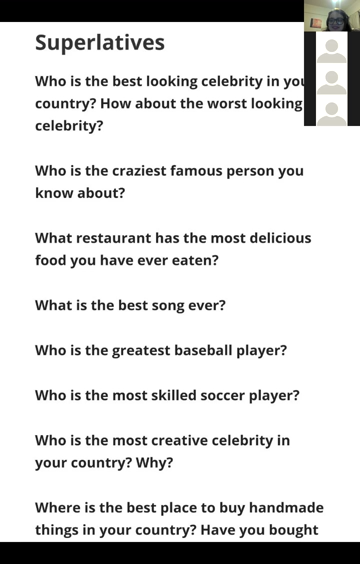 Superlatives
Who is the best looking celebrity in
country? How about the worst looking
celebrity?
Who is the craziest famous person you
know about?
What restaurant has the most delicious
food you have ever eaten?
What is the best song ever?
Who is the greatest baseball player?
Who is the most skilled soccer player?
Who is the most creative celebrity in
your country? Why?
Where is the best place to buy handmade
things in your country? Have you bought